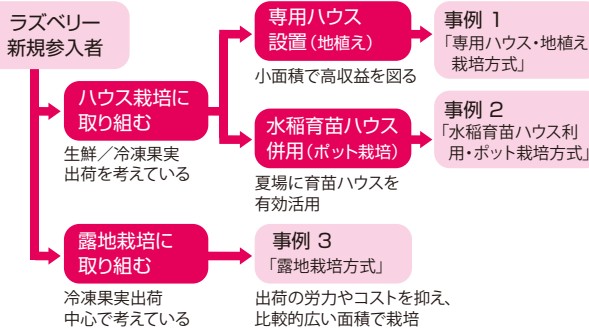 ラズベリー
新規参入者
ハウス栽培に
取り組む
生鮮／冷凍果実
出荷を考えている
専用ハウス
設置（地植え）
小面積で高収益を図る
事例 1
「専用ハウス・地植え
栽培方式」
水稲育苗ハウス
併用（ポット栽培）
夏場に育苗ハウスを
有効活用
事例 2
「水稲育苗ハウス利
用・ポット栽培方式」
露地栽培に
取り組む
冷凍果実出荷
中心で考えている
事例 3
「露地栽培方式」
出荷の労力やコストを抑え、
比較的広い面積で栽培